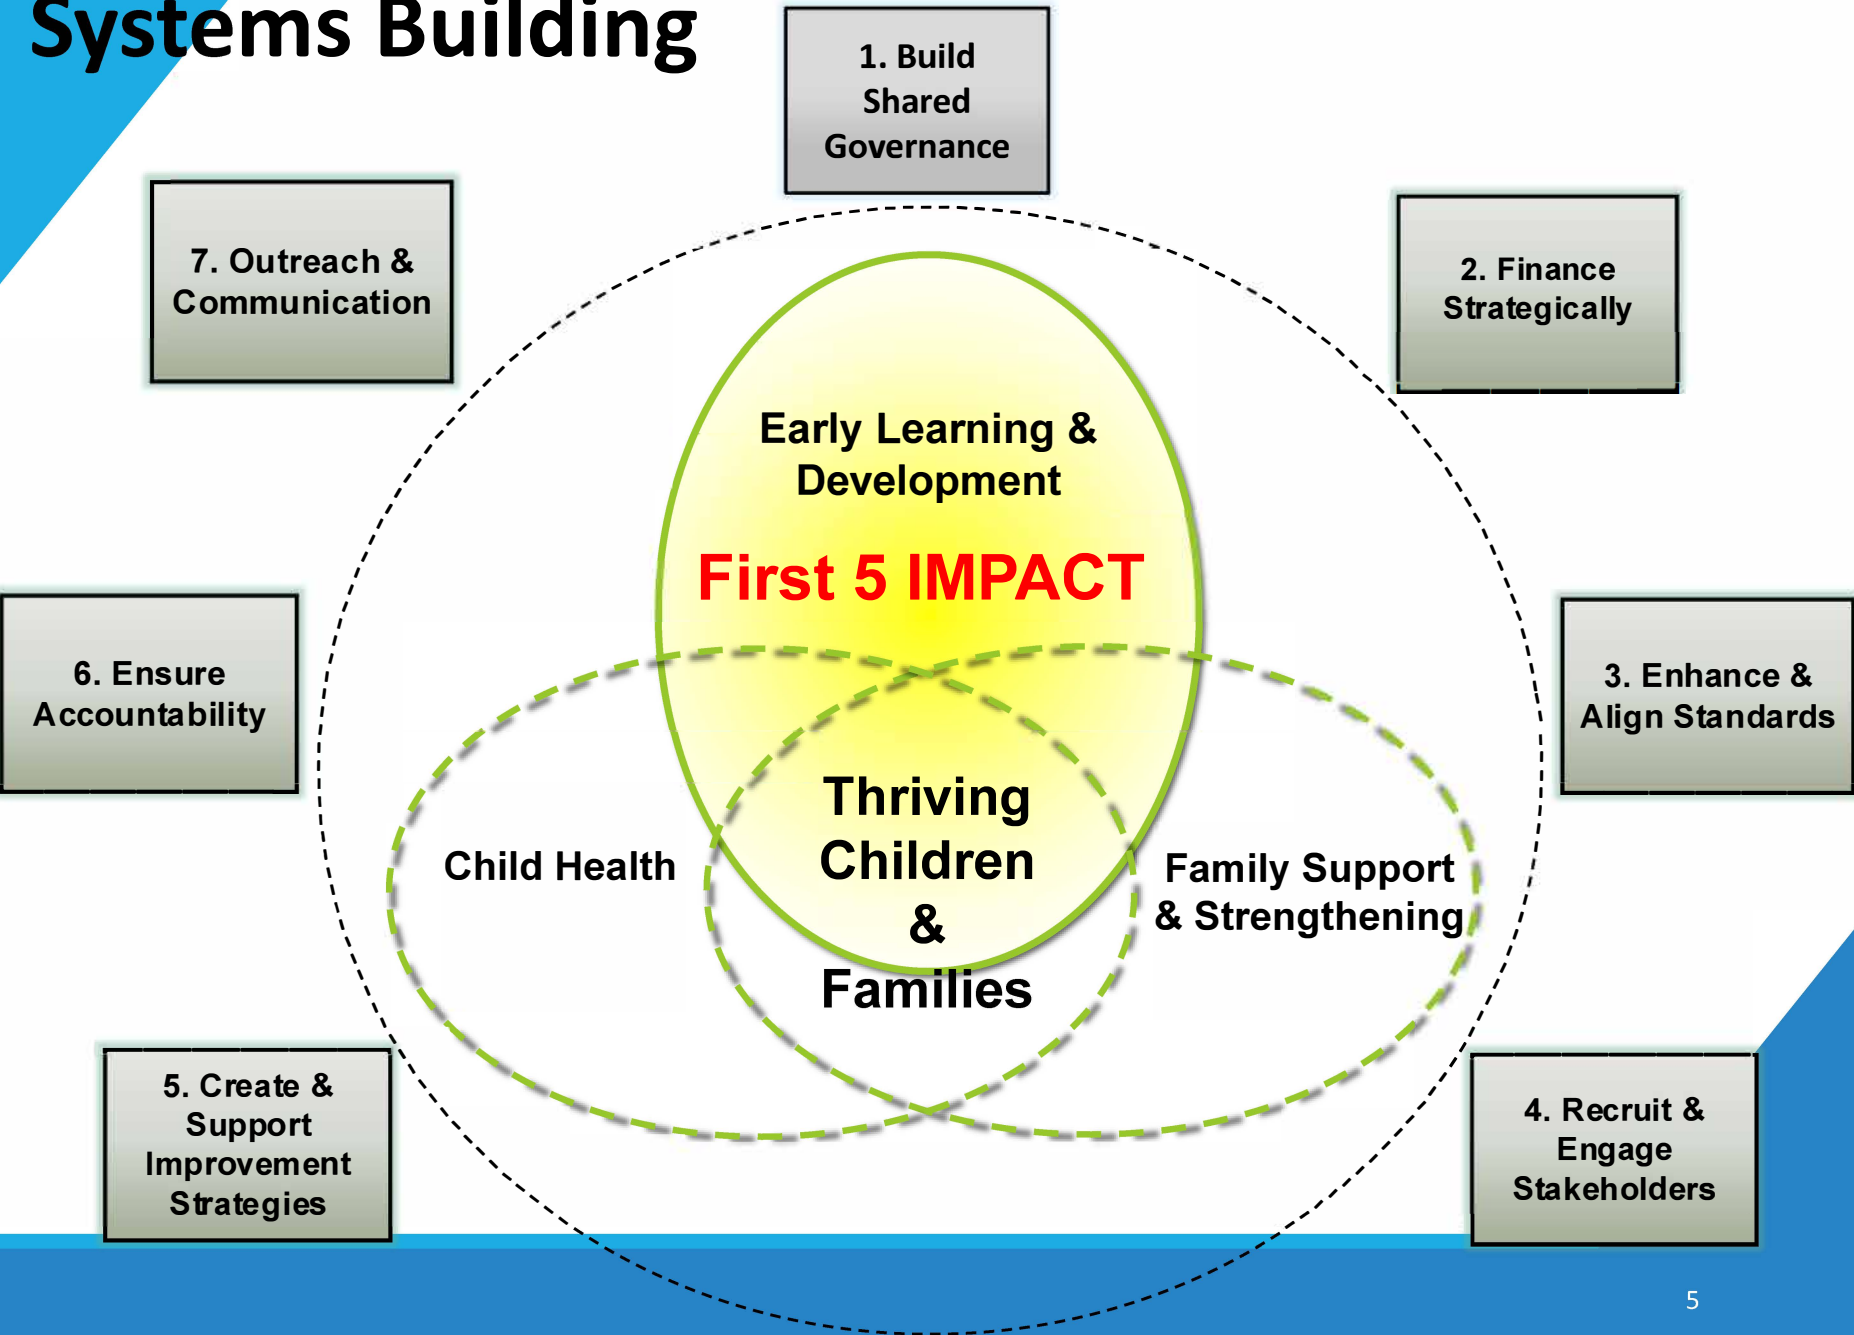 Systems Building
1. Build
Shared
Governance
7. Outreach &
Communication
2. Finance
Strategically
Early Learning &
Development
First 5 IMPACT
6. Ensure
Accountability
3. Enhance &
Align Standards
Thriving
Children
&
Families
Child Health
Family Support
& Strengthening
5. Create &
Support
Improvement
Strategies
4. Recruit &
Engage
Stakeholders
5